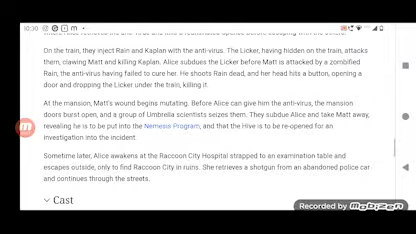 On the train, they inject Rain and Kaplan with the anti-virus. The Licker, having hidden on the train, attacks
them, clawing Matt and killing Kaplan. Alice subdues the Licker before Matt is attacked by a zombified
Rain, the anti-virus having failed to cure her. He shoots Rain dead, and her head hits a button, opening
a door and dropping the Licker under the train, killing it.
At the mansion, Matt's wound begins mutating. Before Alice can give him the anti-virus, the mansion
doors burst open, and a group of Umbrella scientists seize them. They subdue Alice and take Matt away,
revealing he is to be put into the Nemesis Program, and that the Hive is to be re-opened for an
investigation into the incident.
Sometime later, Alice awakens at the Raccoon City Hospital strapped to an examination table and
escapes outside, only to find Raccoon City in ruins. She retrieves a shotgun from an abandoned police car
and continues through the streets.
Cast
Recorded by Mobizen